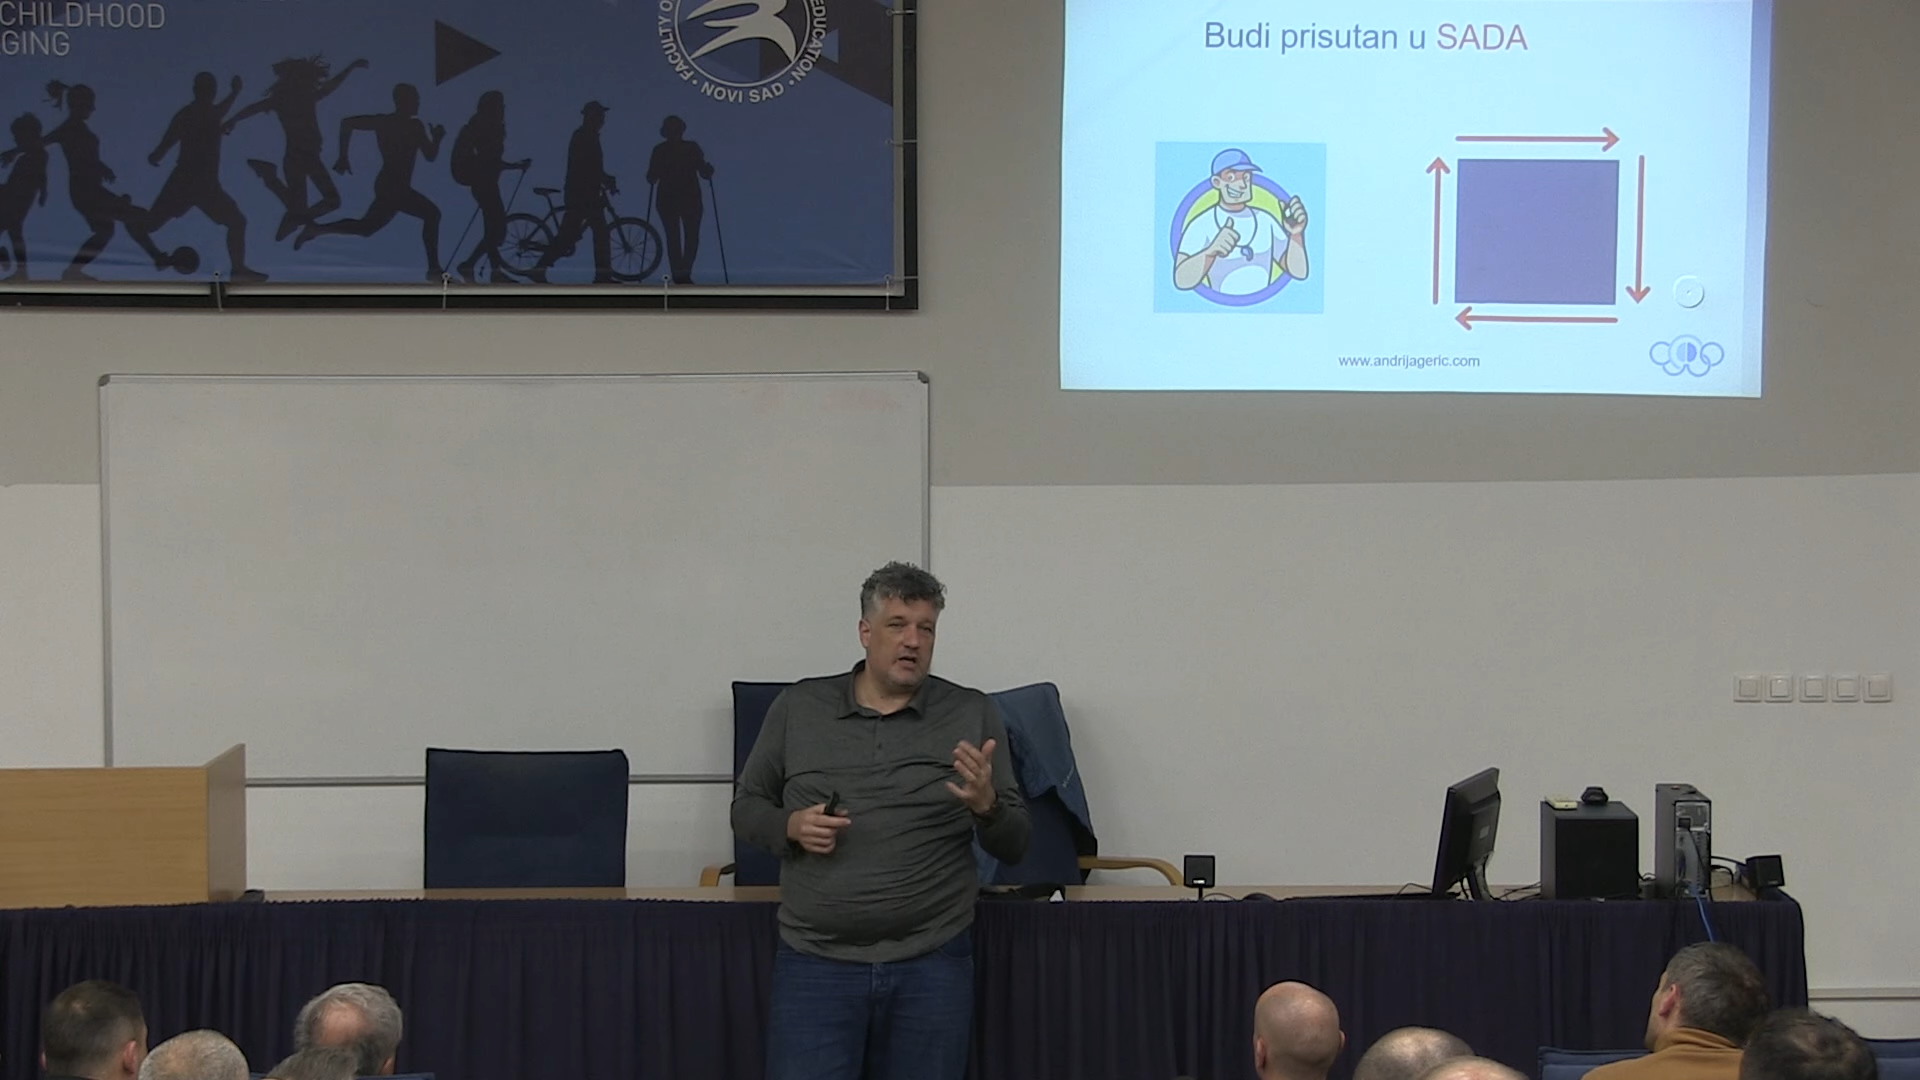 CHILDHOOD
GING
FACULTY O
EDUCATION
• NOVI SAD •
Budi prisutan u SADA
www.andrijageric.com